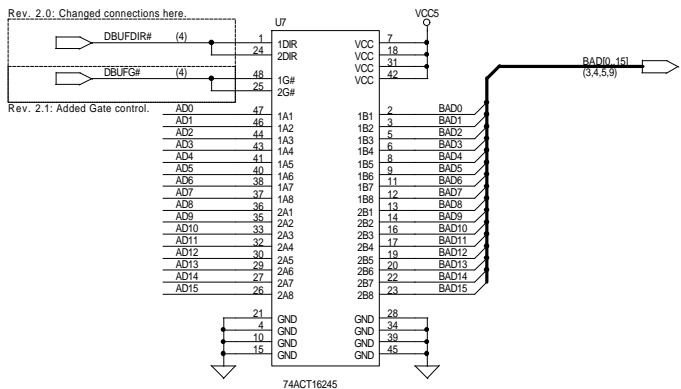 Rev. 2.0: Changed connections here.
U7
VCC5
DBUFDIR# (4)
1 1DIR VCC 7
24 2DIR VCC 18
VCC 31
DBUFG# (4) 48 1G# VCC 42
25 2G#
BAD[0..15]
(3,4,5,9)
Rev. 2.1: Added Gate control.
AD0 47 1A1 1B1 2 BAD0
AD1 46 1A2 1B2 3 BAD1
AD2 44 1A3 1B3 5 BAD2
AD3 43 1A4 1B4 6 BAD3
AD4 41 1A5 1B5 8 BAD4
AD5 40 1A6 1B6 9 BAD5
AD6 38 1A7 1B7 11 BAD6
AD7 37 1A8 1B8 12 BAD7
AD8 36 2A1 2B1 13 BAD8
AD9 35 2A2 2B2 14 BAD9
AD10 33 2A3 2B3 16 BAD10
AD11 32 2A4 2B4 17 BAD11
AD12 30 2A5 2B5 19 BAD12
AD13 29 2A6 2B6 20 BAD13
AD14 27 2A7 2B7 22 BAD14
AD15 26 2A8 2B8 23 BAD15
21 GND GND 28
4 GND GND 34
10 GND GND 39
15 GND GND 45
74ACT16245